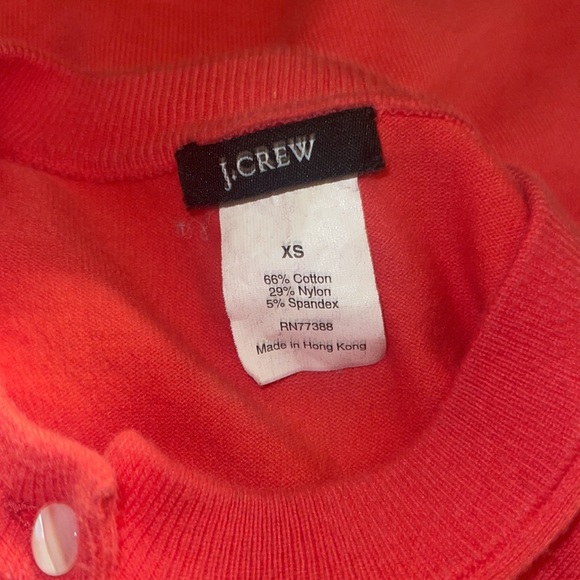 J.CREW
XS
66% Cotton
29% Nylon
5% Spandex
RN77388
Made in Hong Kong